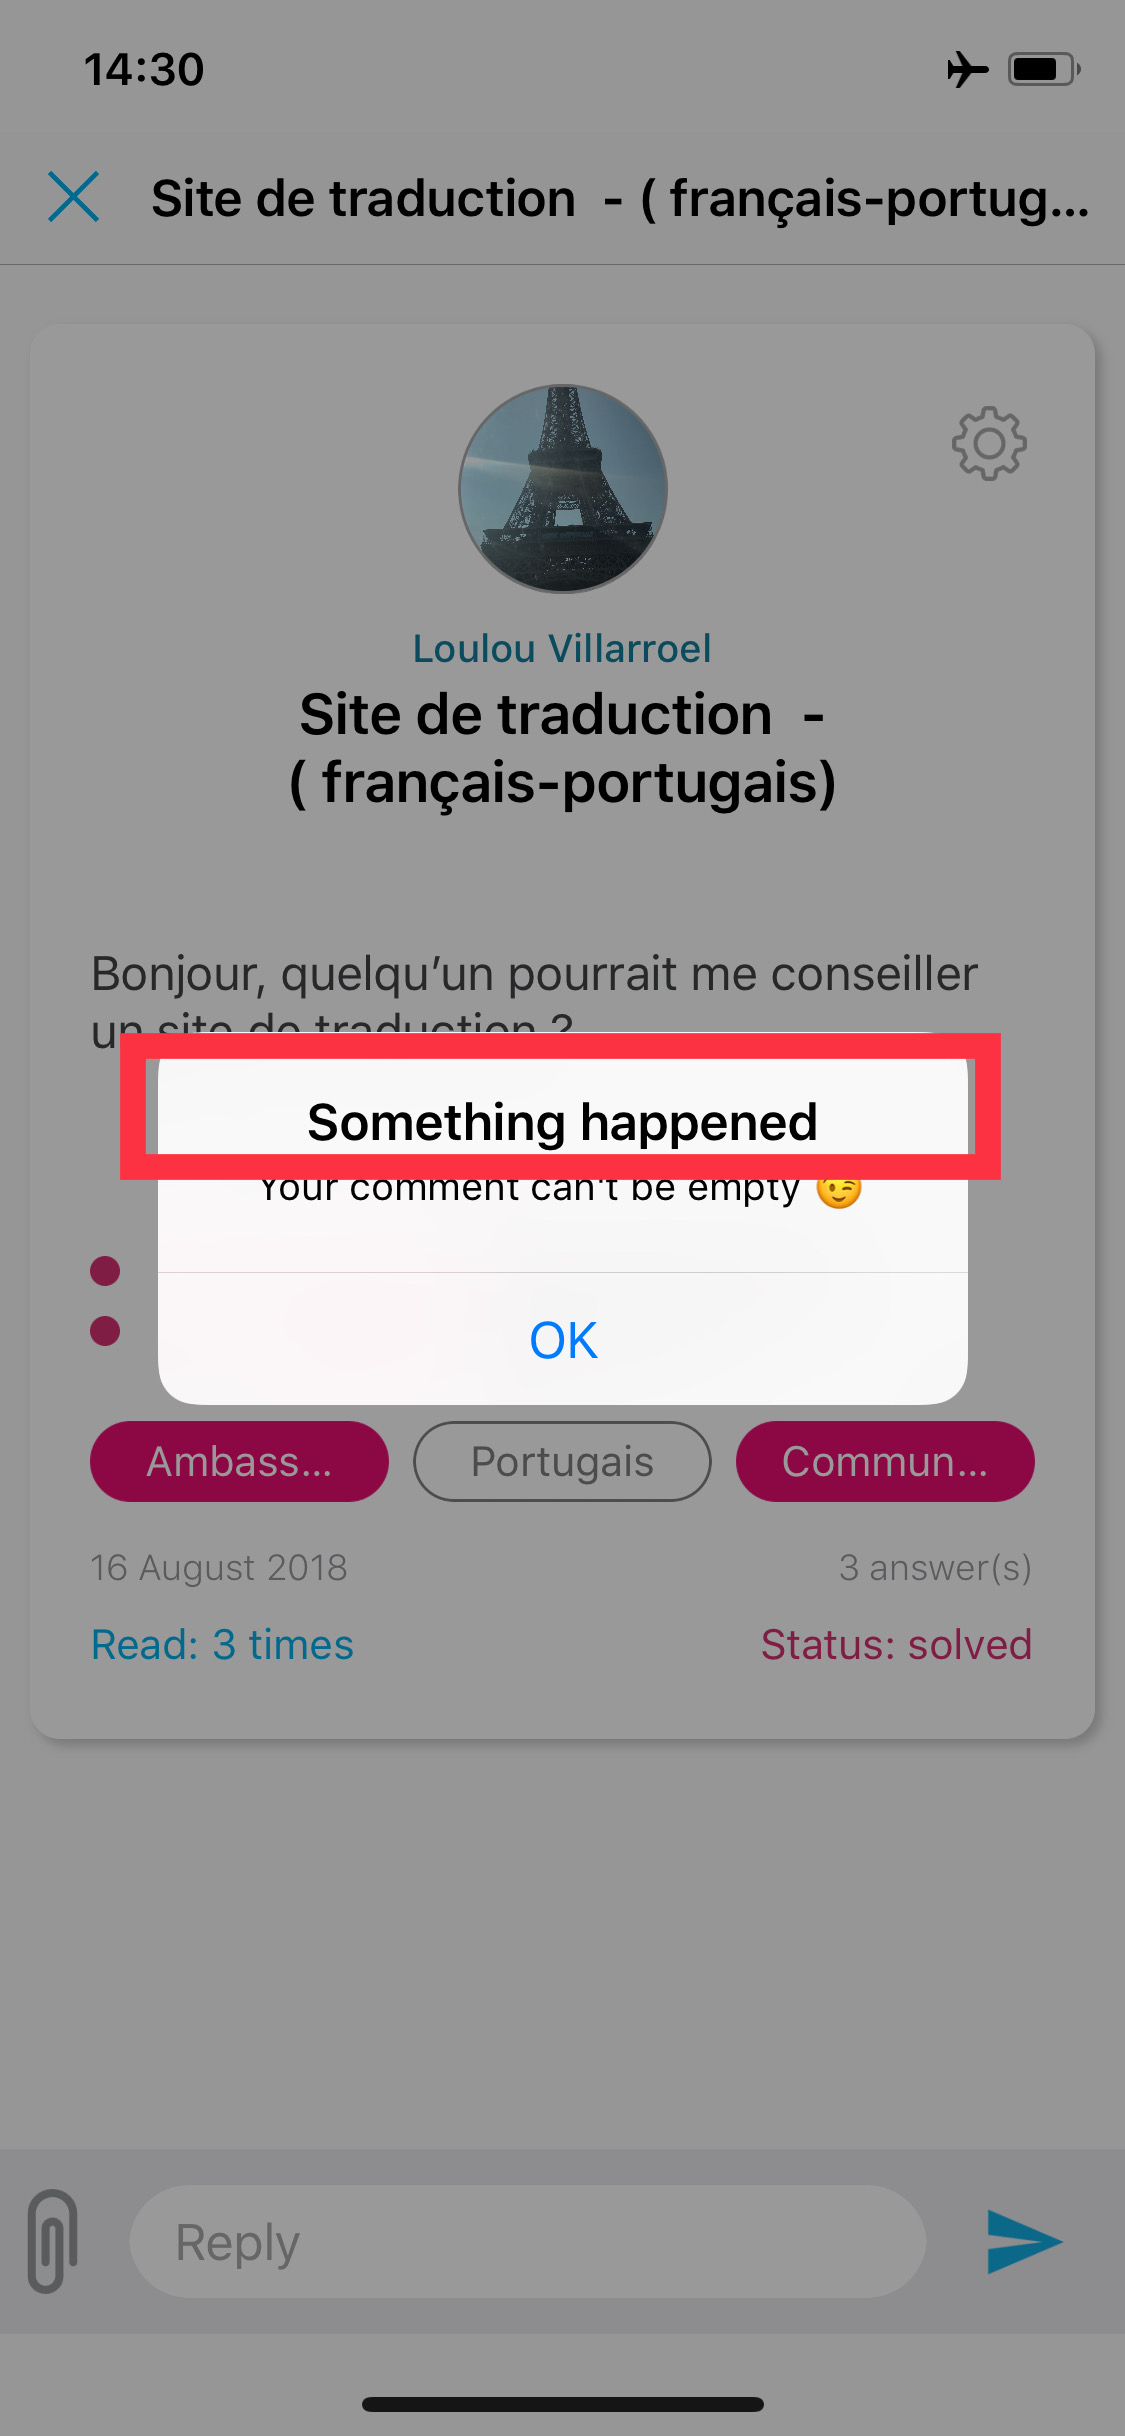 14:30
Site de traduction - ( français-portug...
Loulou Villarroel
Site de traduction -
( français-portugais)
Bonjour, quelqu’un pourrait me conseiller
un site de traduction ?
Something happened
Your comment can't be empty 😉
OK
Ambass...
Portugais
Commun...
16 August 2018
3 answer(s)
Read: 3 times
Status: solved
Reply